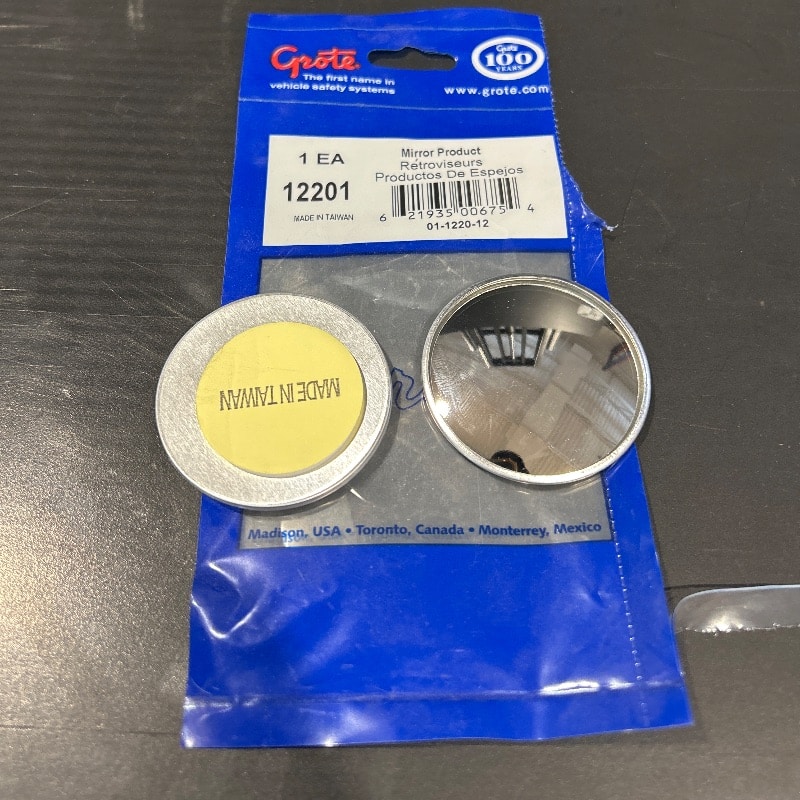 Grote
The first name in
vehicle safety systems
Grote
100
YEARS
www.grote.com
1 EA
12201
MADE IN TAIWAN
Mirror Product
Rétroviseurs
Productos De Espejos
6 21935 00675 4
01-1220-12
MADE IN TAIWAN
Madison, USA • Toronto, Canada • Monterrey, Mexico